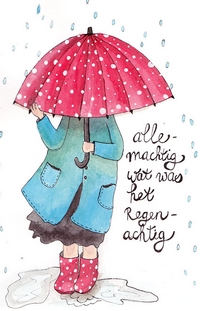 alle-
machtig
wat was
het
Regen-
achtig